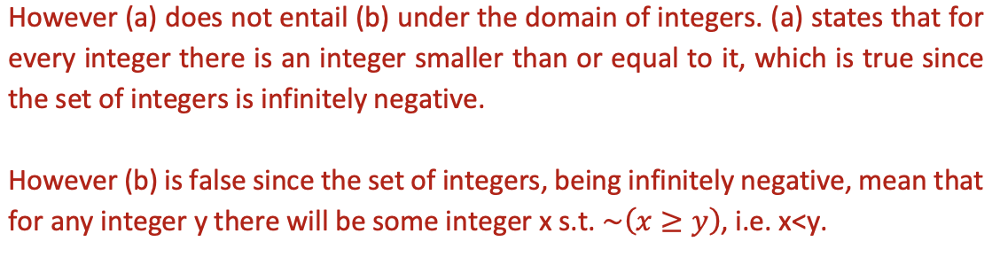 However (a) does not entail (b) under the domain of integers. (a) states that for
every integer there is an integer smaller than or equal to it, which is true since
the set of integers is infinitely negative.
However (b) is false since the set of integers, being infinitely negative, mean that
for any integer y there will be some integer x s.t. ~(𝑥 ≥ 𝑦), i.e. x<y.